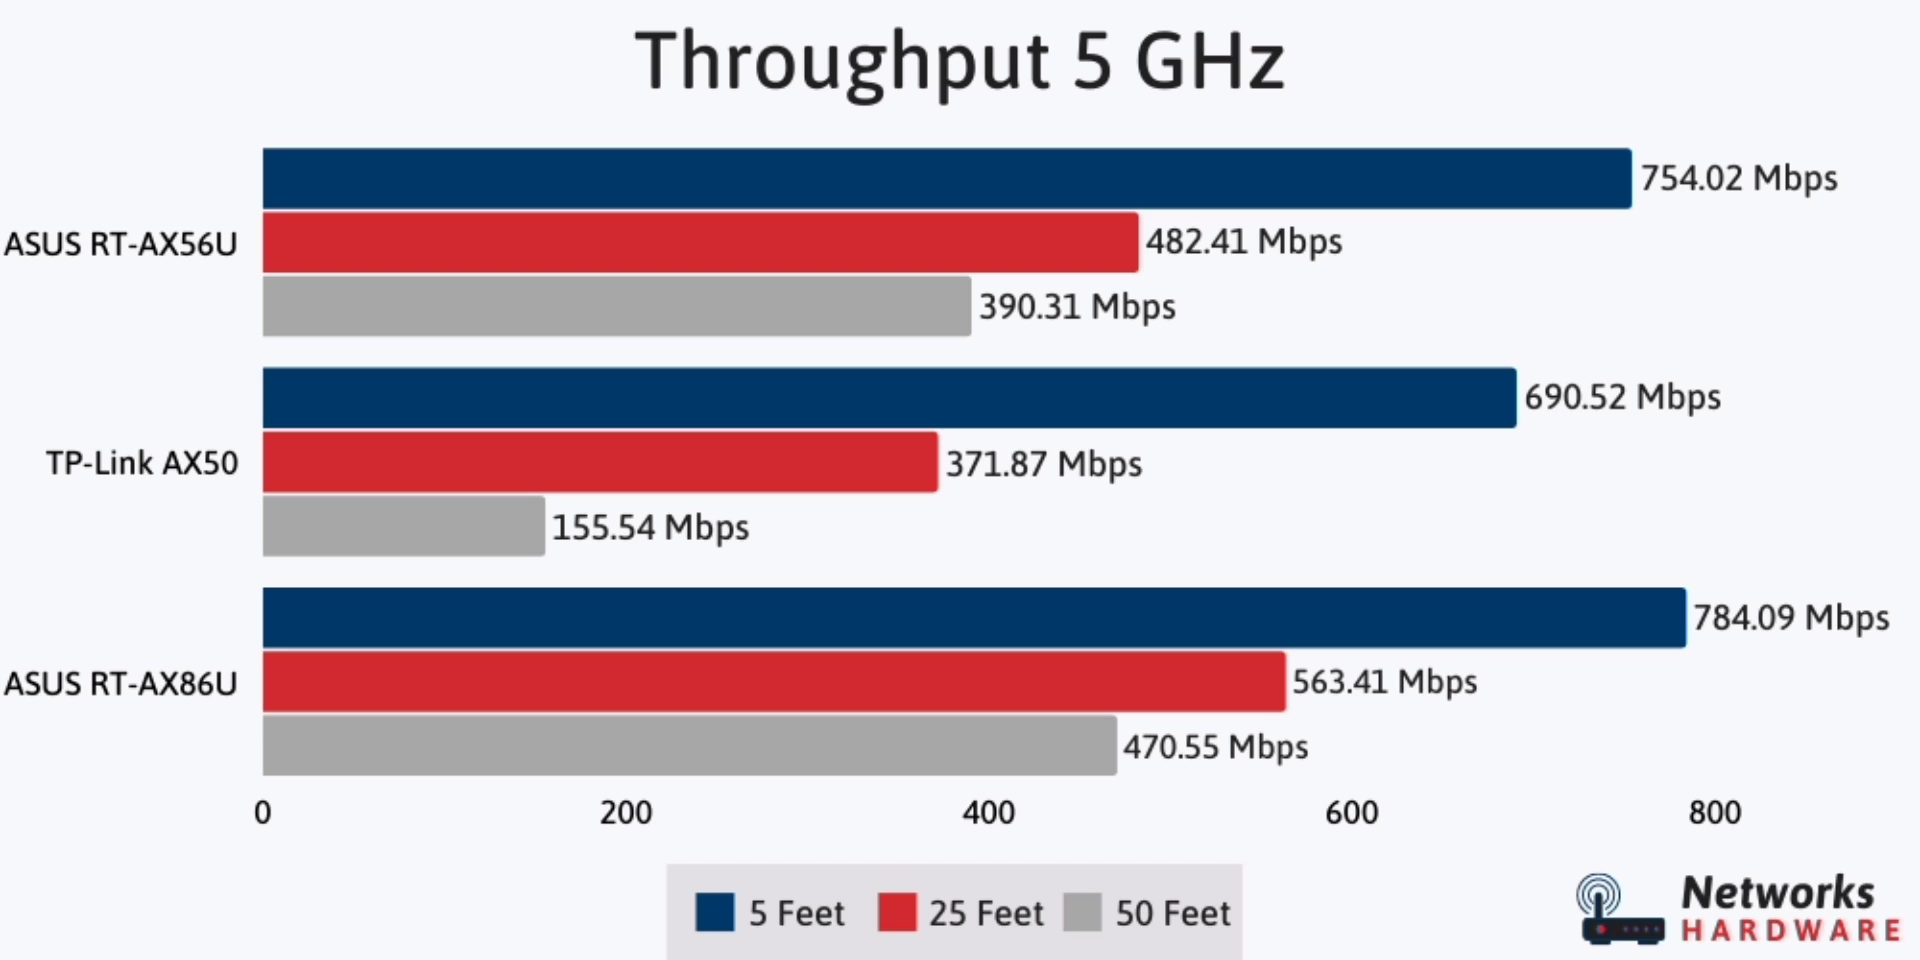 Throughput 5 GHz
ASUS RT-AX56U
754.02 Mbps
482.41 Mbps
390.31 Mbps
TP-Link AX50
690.52 Mbps
371.87 Mbps
155.54 Mbps
ASUS RT-AX86U
784.09 Mbps
563.41 Mbps
470.55 Mbps
0 200 400 600 800
5 Feet 25 Feet 50 Feet
Networks
HARDWARE